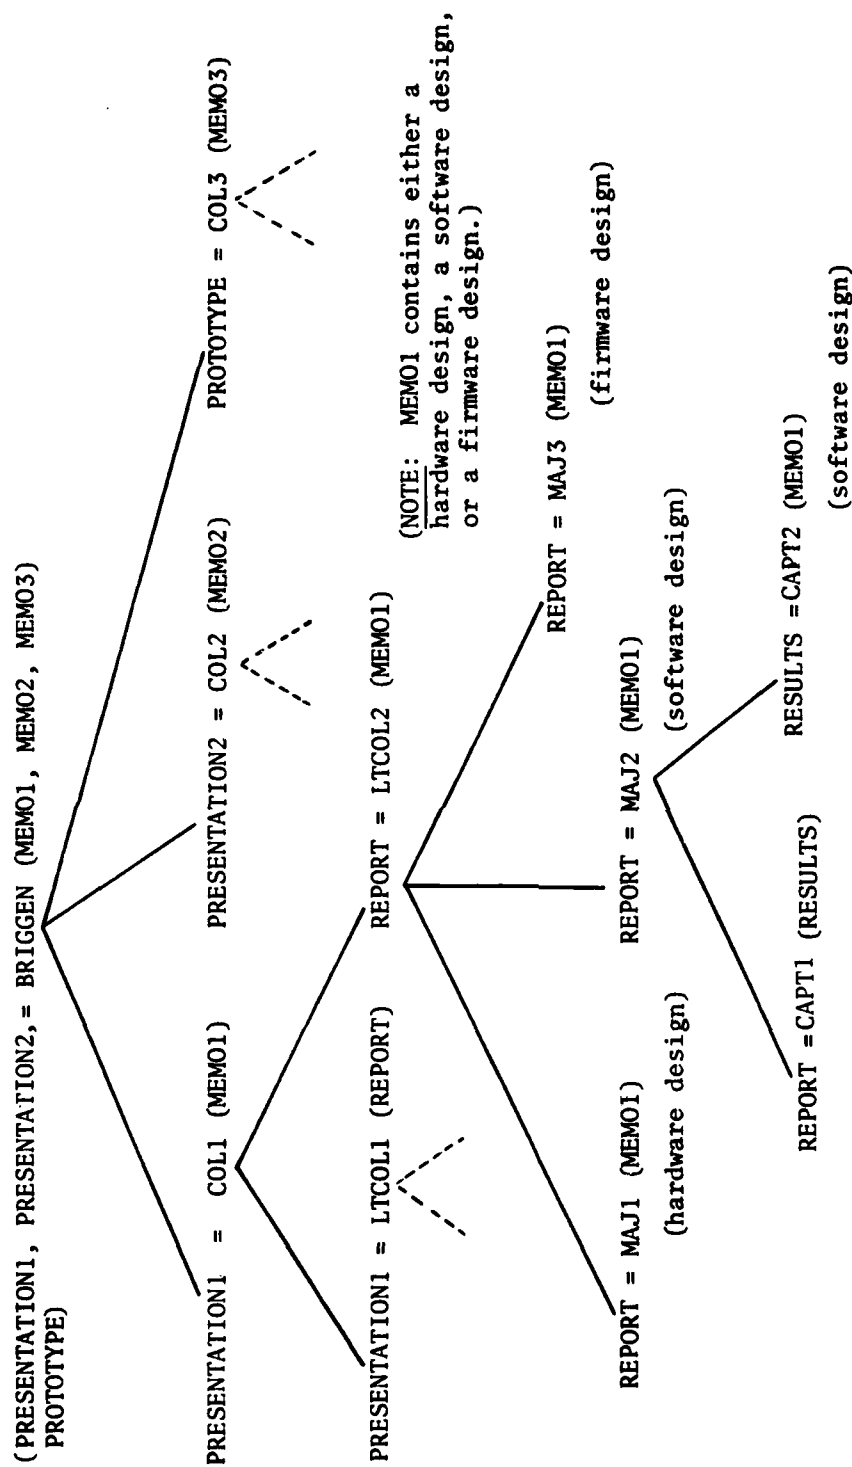 (PRESENTATION1, PRESENTATION2,= BRIGGEN (MEMO1, MEMO2, MEMO3)
PROTOTYPE)
PRESENTATION1 = COL1 (MEMO1)
PRESENTATION2 = COL2 (MEMO2)
PROTOTYPE = COL3 (MEMO3)
PRESENTATION1 = LTCOL1 (REPORT)
REPORT = LTCOL2 (MEMO1)
(NOTE: MEMO1 contains either a
hardware design, a software design,
or a firmware design.)
REPORT = MAJ1 (MEMO1)
(hardware design)
REPORT = MAJ2 (MEMO1)
(software design)
REPORT = MAJ3 (MEMO1)
(firmware design)
REPORT =CAPT1 (RESULTS)
RESULTS =CAPT2 (MEMO1)
(software design)